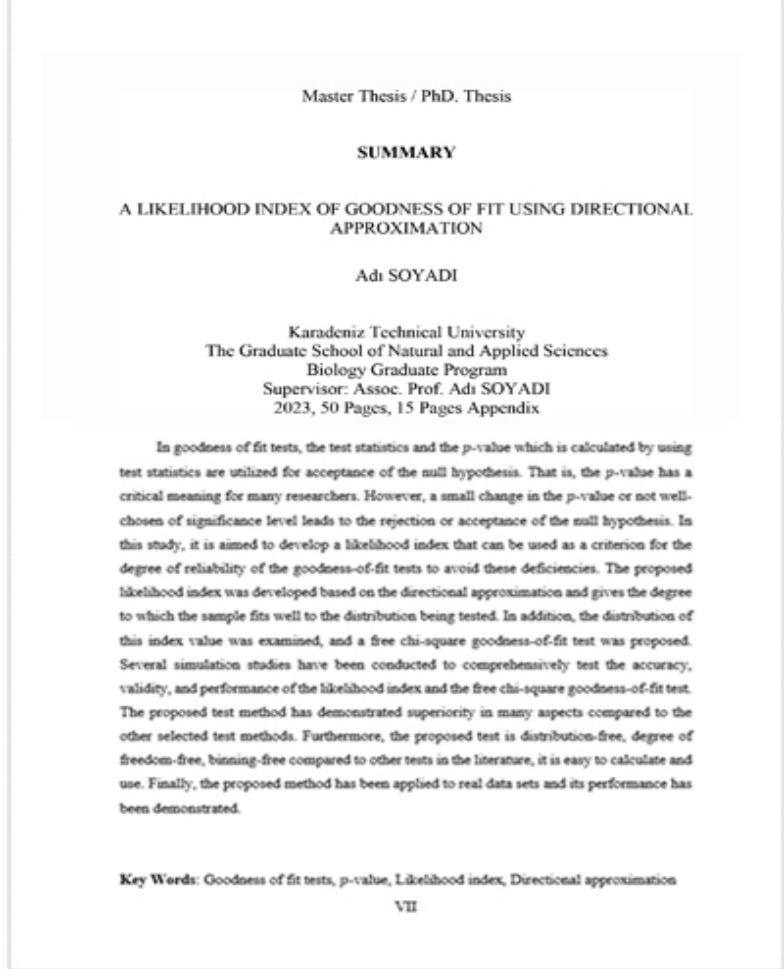 Master Thesis / PhD. Thesis
SUMMARY
A LIKELIHOOD INDEX OF GOODNESS OF FIT USING DIRECTIONAL
APPROXIMATION
Adı SOYADI
Karadeniz Technical University
The Graduate School of Natural and Applied Sciences
Biology Graduate Program
Supervisor: Assoc. Prof. Adı SOYADI
2023, 50 Pages, 15 Pages Appendix
In goodness of fit tests, the test statistics and the p-value which is calculated by using
test statistics are utilized for acceptance of the null hypothesis. That is, the p-value has a
critical meaning for many researchers. However, a small change in the p-value or not well-
chosen of significance level leads to the rejection or acceptance of the null hypothesis. In
this study, it is aimed to develop a likelihood index that can be used as a criterion for the
degree of reliability of the goodness-of-fit tests to avoid these deficiencies. The proposed
likelihood index was developed based on the directional approximation and gives the degree
to which the sample fits well to the distribution being tested. In addition, the distribution of
this index value was examined, and a free chi-square goodness-of-fit test was proposed.
Several simulation studies have been conducted to comprehensively test the accuracy,
validity, and performance of the likelihood index and the free chi-square goodness-of-fit test.
The proposed test method has demonstrated superiority in many aspects compared to the
other selected test methods. Furthermore, the proposed test is distribution-free, degree of
freedom-free, binning-free compared to other tests in the literature, it is easy to calculate and
use. Finally, the proposed method has been applied to real data sets and its performance has
been demonstrated.
Key Words: Goodness of fit tests, p-value, Likelihood index, Directional approximation
VII